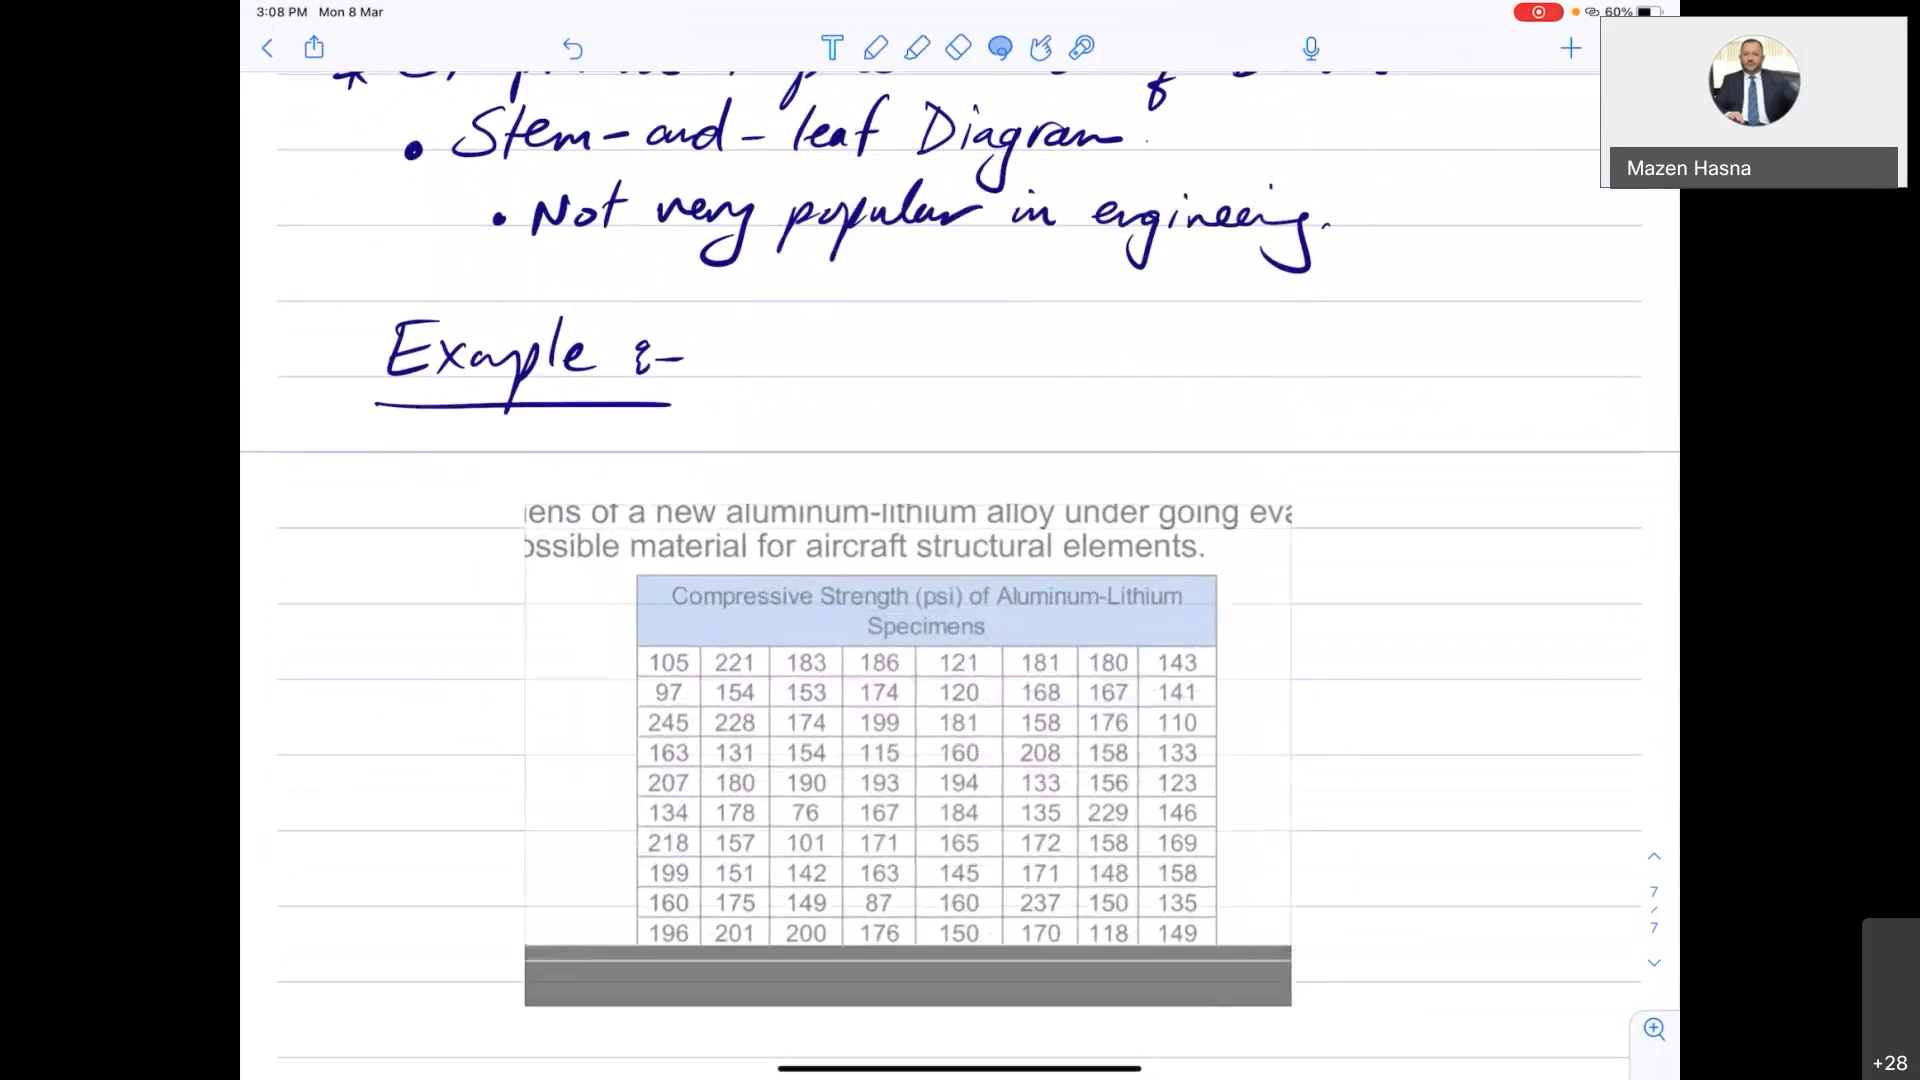 3:08 PM Mon 8 Mar
60%
T
Mazen Hasna
• Stem-and-leaf Diagram
• Not very popular in engineering.
Example :-
ens of a new aluminum-lithium alloy under going eva
ossible material for aircraft structural elements.
Compressive Strength (psi) of Aluminum-Lithium
Specimens
105 221 183 186 121 181 180 143
97 154 153 174 120 168 167 141
245 228 174 199 181 158 176 110
163 131 154 115 160 208 158 133
207 180 190 193 194 133 156 123
134 178 76 167 184 135 229 146
218 157 101 171 165 172 158 169
199 151 142 163 145 171 148 158
160 175 149 87 160 237 150 135
196 201 200 176 150 170 118 149
7
/
7
+28